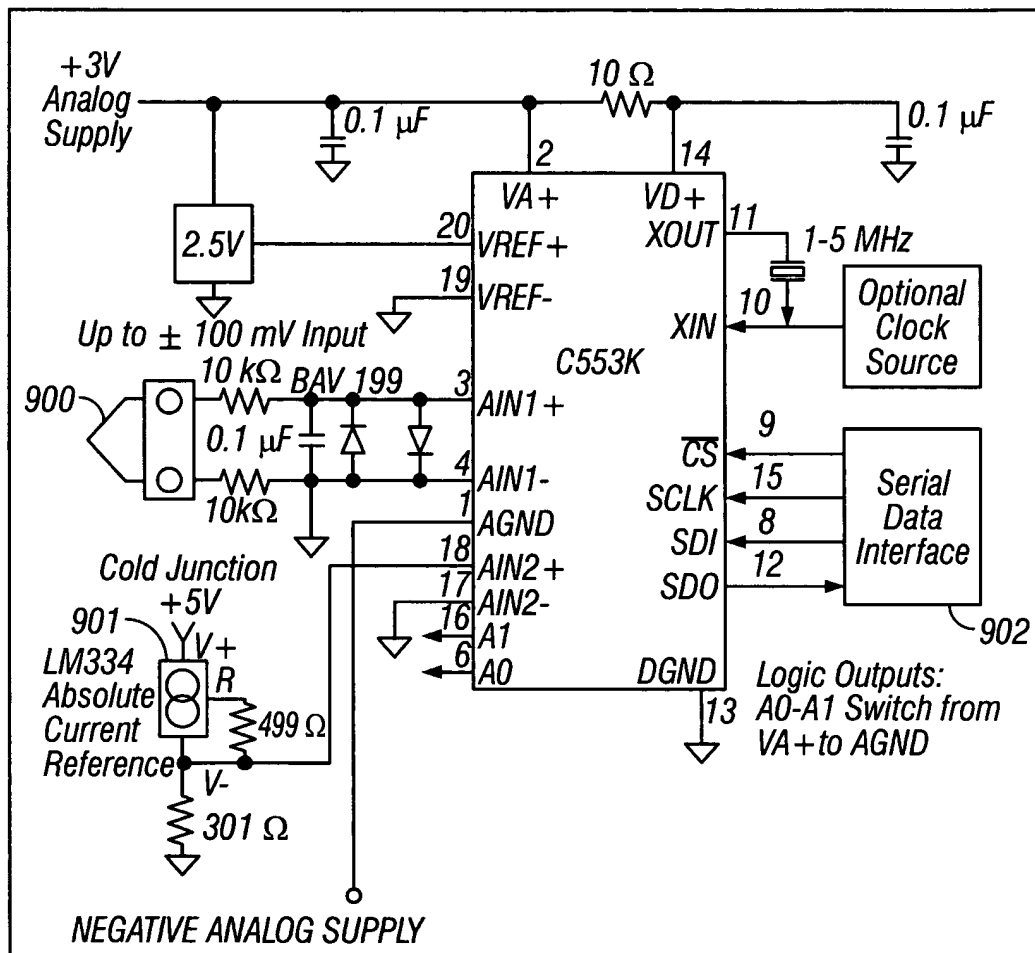 +3V
Analog
Supply
0.1 µF
10 Ω
0.1 µF
2
14
VA+
VD+
2.5V
20
VREF+
XOUT
11
1-5 MHz
19
VREF-
10
XIN
Optional
Clock
Source
Up to ± 100 mV Input
C553K
900
10 kΩ
BAV 199
3
AIN1+
0.1 µF
10kΩ
4
AIN1-
1
AGND
18
AIN2+
17
AIN2-
16
A1
6
A0
CS
9
SCLK
15
SDI
8
SDO
12
Serial
Data
Interface
902
DGND
13
Logic Outputs:
A0-A1 Switch from
VA+ to AGND
Cold Junction
+5V
901
V+
R
LM334
Absolute
Current
Reference
499 Ω
V-
301 Ω
NEGATIVE ANALOG SUPPLY